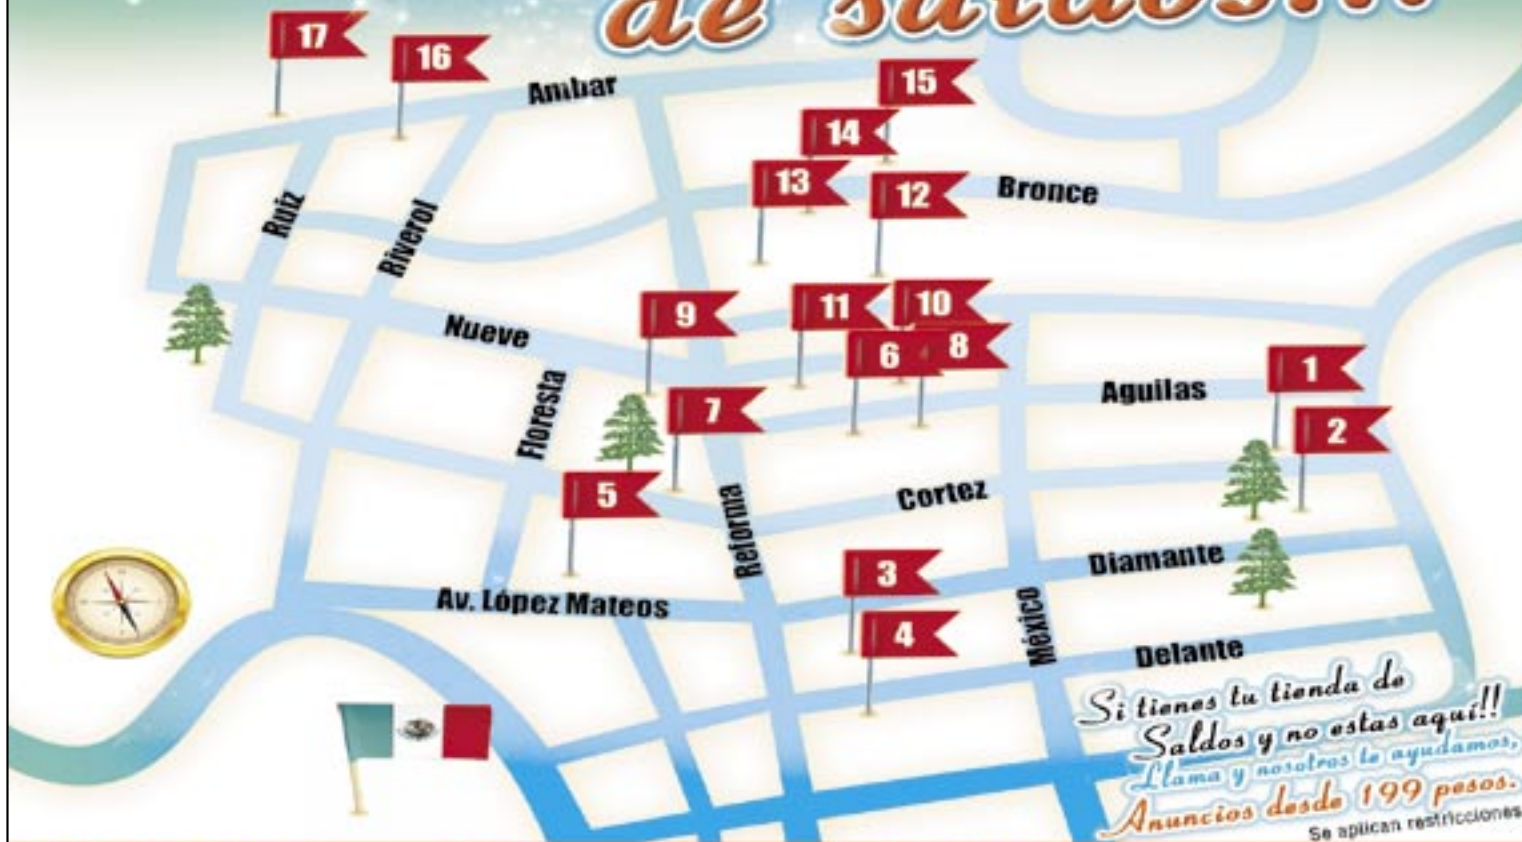 de saldos...
17
16
Ambar
15
14
13
12
Bronce
Ruiz
Riverol
9
11
10
Nueve
6
8
1
Aguilas
Floresta
7
2
5
Cortez
Reforma
3
Diamante
Av. López Mateos
4
México
Delante
Si tienes tu tienda de
Saldos y no estas aquí!!
Llama y nosotros te ayudamos,
Anuncios desde 199 pesos.
Se aplican restricciones